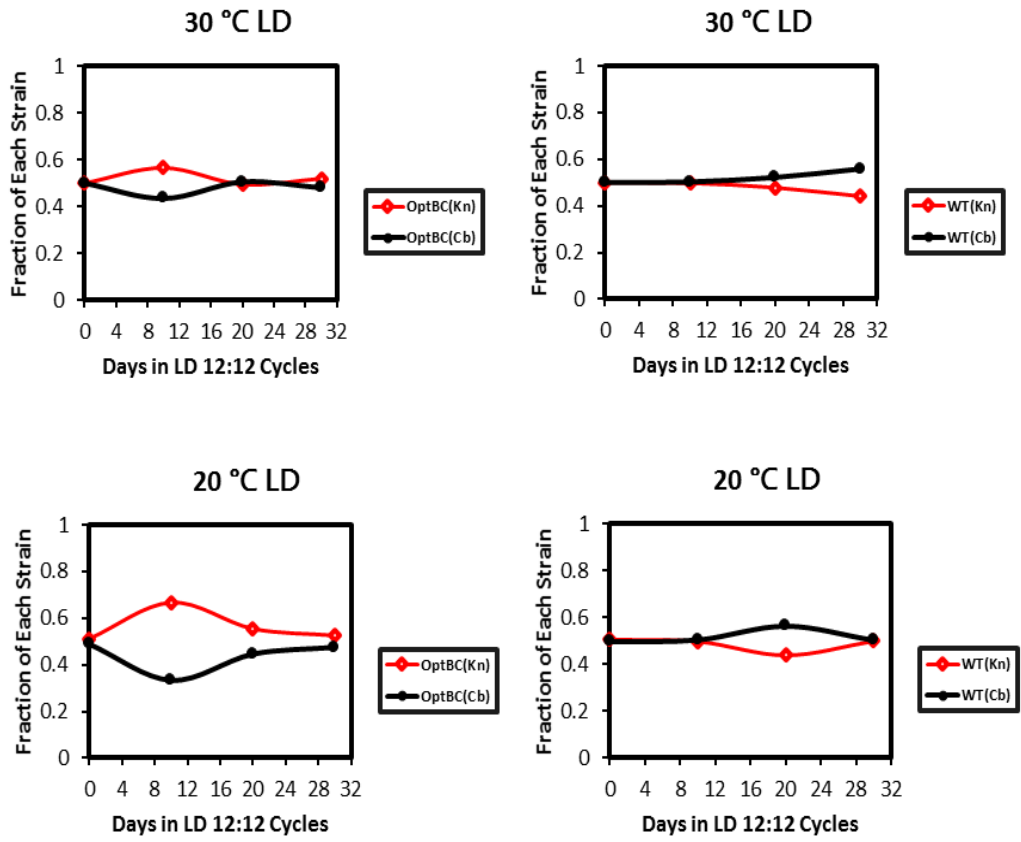 30 °C LD
Fraction of Each Strain
1
0.8
0.6
0.4
0.2
0
0 4 8 12 16 20 24 28 32
Days in LD 12:12 Cycles
OptBC(Kn)
OptBC(Cb)
30 °C LD
Fraction of Each Strain
1
0.8
0.6
0.4
0.2
0
0 4 8 12 16 20 24 28 32
Days in LD 12:12 Cycles
WT(Kn)
WT(Cb)
20 °C LD
Fraction of Each Strain
1
0.8
0.6
0.4
0.2
0
0 4 8 12 16 20 24 28 32
Days in LD 12:12 Cycles
OptBC(Kn)
OptBC(Cb)
20 °C LD
Fraction of Each Strain
1
0.8
0.6
0.4
0.2
0
0 4 8 12 16 20 24 28 32
Days in LD 12:12 Cycles
WT(Kn)
WT(Cb)